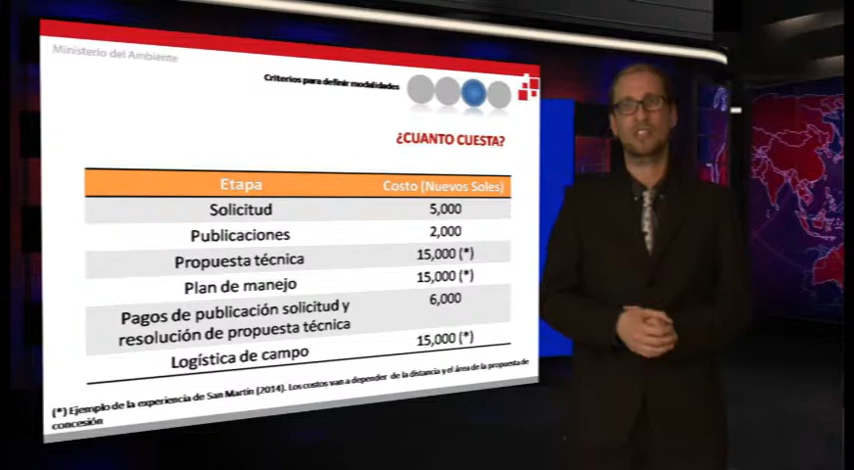 Ministerio del Ambiente
Criterios para definir modalidades
¿CUANTO CUESTA?
Etapa Costo (Nuevos Soles)
Solicitud 5,000
Publicaciones 2,000
Propuesta técnica 15,000 (*)
Plan de manejo 15,000 (*)
Pagos de publicación solicitud y 6,000
resolución de propuesta técnica
Logística de campo 15,000 (*)
(*) Ejemplo de la experiencia de San Martin (2014). Los costos van a depender de la distancia y el área de la propuesta de
concesión